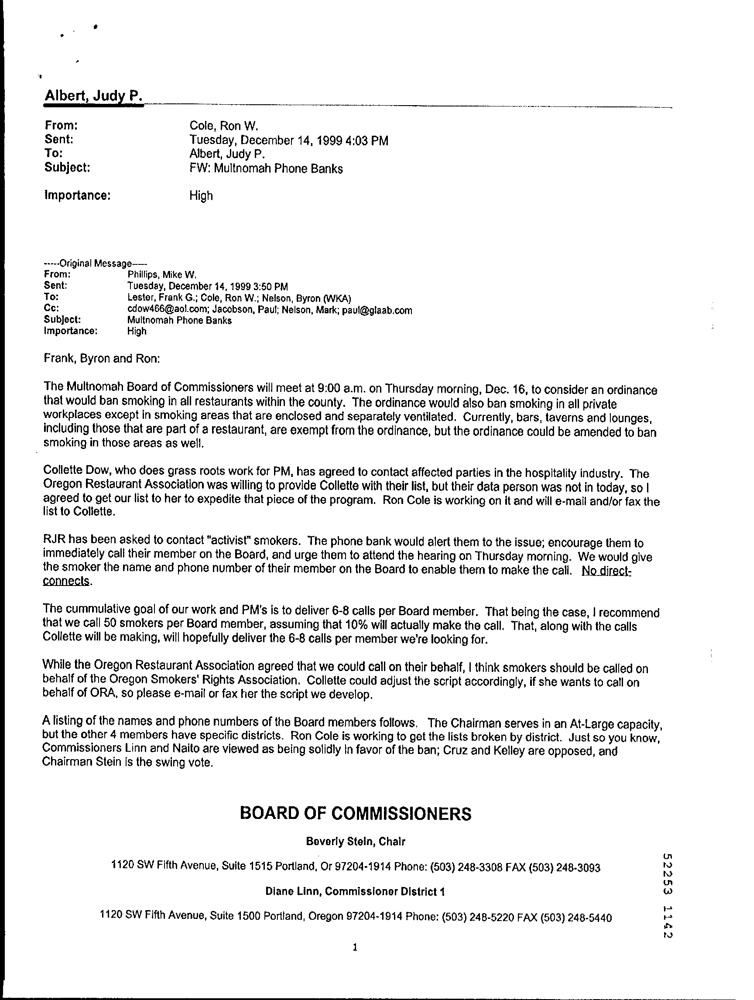 Albert, Judy P.
From: Cole, Ron W.
Sent: Tuesday, December 14, 1999 4:03 PM
To: Albert, Judy P.
Subject: FW: Multnomah Phone Banks
Importance: High
-----Original Message-----
From: Phillips, Mike W.
Sent: Tuesday, December 14, 1999 3:50 PM
To: Lester, Frank G.; Cole, Ron W.; Nelson, Byron (WKA)
Cc: cdow466@aol.com; Jacobson, Paul; Nelson, Mark; paul@glaab.com
Subject: Multnomah Phone Banks
Importance: High
Frank, Byron and Ron:
The Multnomah Board of Commissioners will meet at 9:00 a.m. on Thursday morning, Dec. 16, to consider an ordinance
that would ban smoking in all restaurants within the county. The ordinance would also ban smoking in all private
workplaces except in smoking areas that are enclosed and separately ventilated. Currently, bars, taverns and lounges,
including those that are part of a restaurant, are exempt from the ordinance, but the ordinance could be amended to ban
smoking in those areas as well.
Collette Dow, who does grass roots work for PM, has agreed to contact affected parties in the hospitality industry. The
Oregon Restaurant Association was willing to provide Collette with their list, but their data person was not in today, so I
agreed to get our list to her to expedite that piece of the program. Ron Cole is working on it and will e-mail and/or fax the
list to Collette.
RJR has been asked to contact "activist" smokers. The phone bank would alert them to the issue; encourage them to
immediately call their member on the Board, and urge them to attend the hearing on Thursday morning. We would give
the smoker the name and phone number of their member on the Board to enable them to make the call. No direct-
connects.
The cummulative goal of our work and PM's is to deliver 6-8 calls per Board member. That being the case, I recommend
that we call 50 smokers per Board member, assuming that 10% will actually make the call. That, along with the calls
Collette will be making, will hopefully deliver the 6-8 calls per member we're looking for.
While the Oregon Restaurant Association agreed that we could call on their behalf, I think smokers should be called on
behalf of the Oregon Smokers' Rights Association. Collette could adjust the script accordingly, if she wants to call on
behalf of ORA, so please e-mail or fax her the script we develop.
A listing of the names and phone numbers of the Board members follows. The Chairman serves in an At-Large capacity,
but the other 4 members have specific districts. Ron Cole is working to get the lists broken by district. Just so you know,
Commissioners Linn and Naito are viewed as being solidly in favor of the ban; Cruz and Kelley are opposed, and
Chairman Stein is the swing vote.
BOARD OF COMMISSIONERS
Beverly Stein, Chair
1120 SW Fifth Avenue, Suite 1515 Portland, Or 97204-1914 Phone: (503) 248-3308 FAX (503) 248-3093
Diane Linn, Commissioner District 1
1120 SW Fifth Avenue, Suite 1500 Portland, Oregon 97204-1914 Phone: (503) 248-5220 FAX (503) 248-5440
1
52253 1142